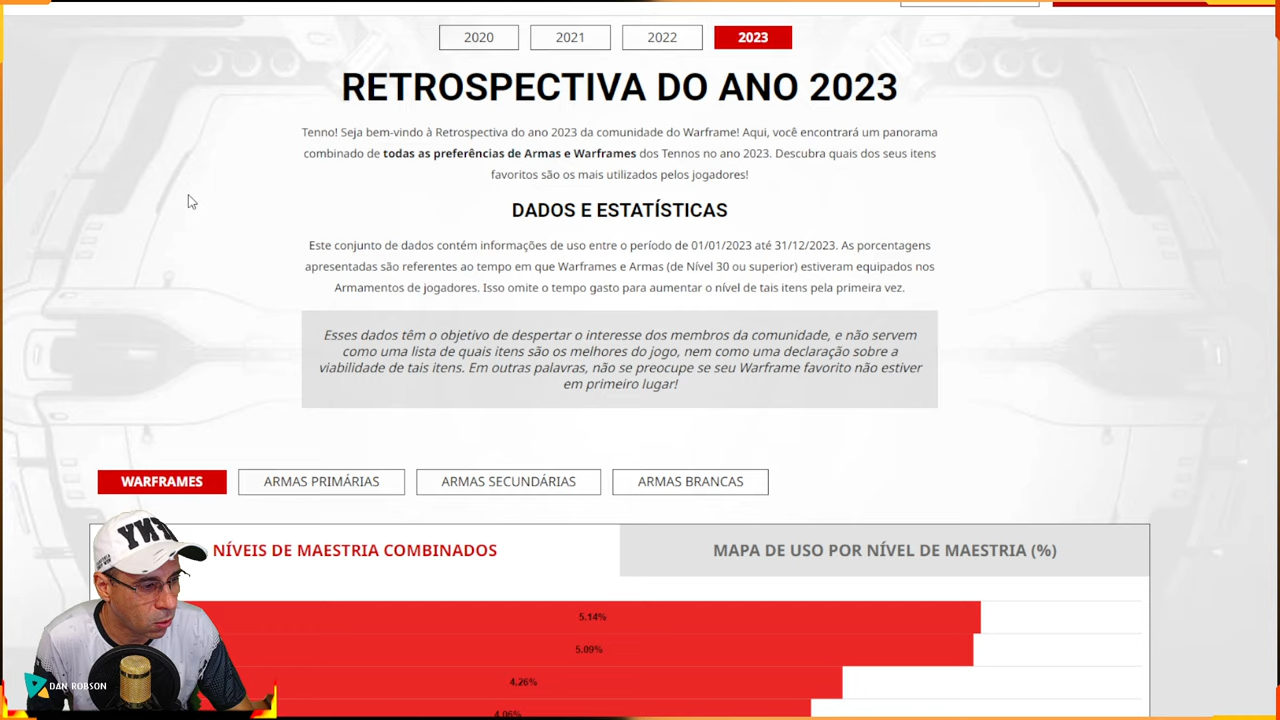 2020 2021 2022 2023
RETROSPECTIVA DO ANO 2023
Tenno! Seja bem-vindo à Retrospectiva do ano 2023 da comunidade do Warframe! Aqui, você encontrará um panorama
combinado de todas as preferências de Armas e Warframes dos Tennos no ano 2023. Descubra quais dos seus itens
favoritos são os mais utilizados pelos jogadores!
DADOS E ESTATÍSTICAS
Este conjunto de dados contém informações de uso entre o período de 01/01/2023 até 31/12/2023. As porcentagens
apresentadas são referentes ao tempo em que Warframes e Armas (de Nível 30 ou superior) estiveram equipados nos
Armamentos de jogadores. Isso omite o tempo gasto para aumentar o nível de tais itens pela primeira vez.
Esses dados têm o objetivo de despertar o interesse dos membros da comunidade, e não servem
como uma lista de quais itens são os melhores do jogo, nem como uma declaração sobre a
viabilidade de tais itens. Em outras palavras, não se preocupe se seu Warframe favorito não estiver
em primeiro lugar!
WARFRAMES ARMAS PRIMÁRIAS ARMAS SECUNDÁRIAS ARMAS BRANCAS
NÍVEIS DE MAESTRIA COMBINADOS MAPA DE USO POR NÍVEL DE MAESTRIA (%)
5.14%
5.09%
4.26%
4.06%
DAN ROBSON